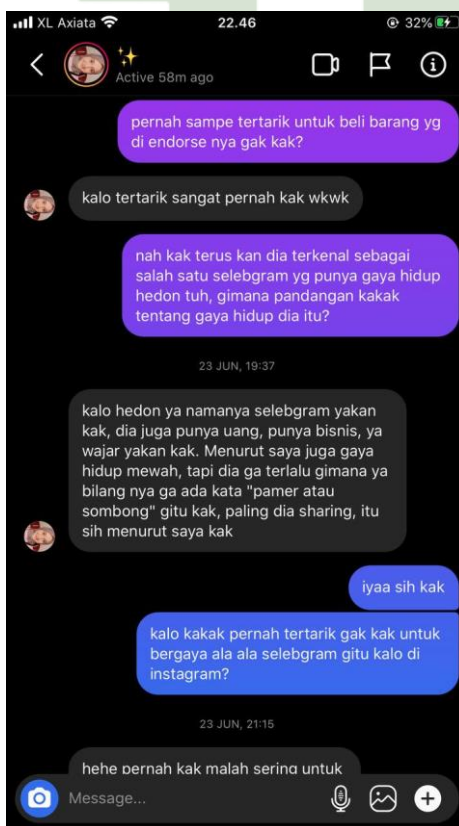 XL Axiata
22.46
32%
Active 58m ago
pernah sampe tertarik untuk beli barang yg
di endorse nya gak kak?
kalo tertarik sangat pernah kak wkwk
nah kak terus kan dia terkenal sebagai
salah satu selebgram yg punya gaya hidup
hedon tuh, gimana pandangan kakak
tentang gaya hidup dia itu?
23 JUN, 19:37
kalo hedon ya namanya selebgram yakan
kak, dia juga punya uang, punya bisnis, ya
wajar yakan kak. Menurut saya juga gaya
hidup mewah, tapi dia ga terlalu gimana ya
bilang nya ga ada kata "pamer atau
sombong" gitu kak, paling dia sharing, itu
sih menurut saya kak
iyaa sih kak
kalo kakak pernah tertarik gak kak untuk
bergaya ala ala selebgram gitu kalo di
instagram?
23 JUN, 21:15
hehe pernah kak malah sering untuk
Message...